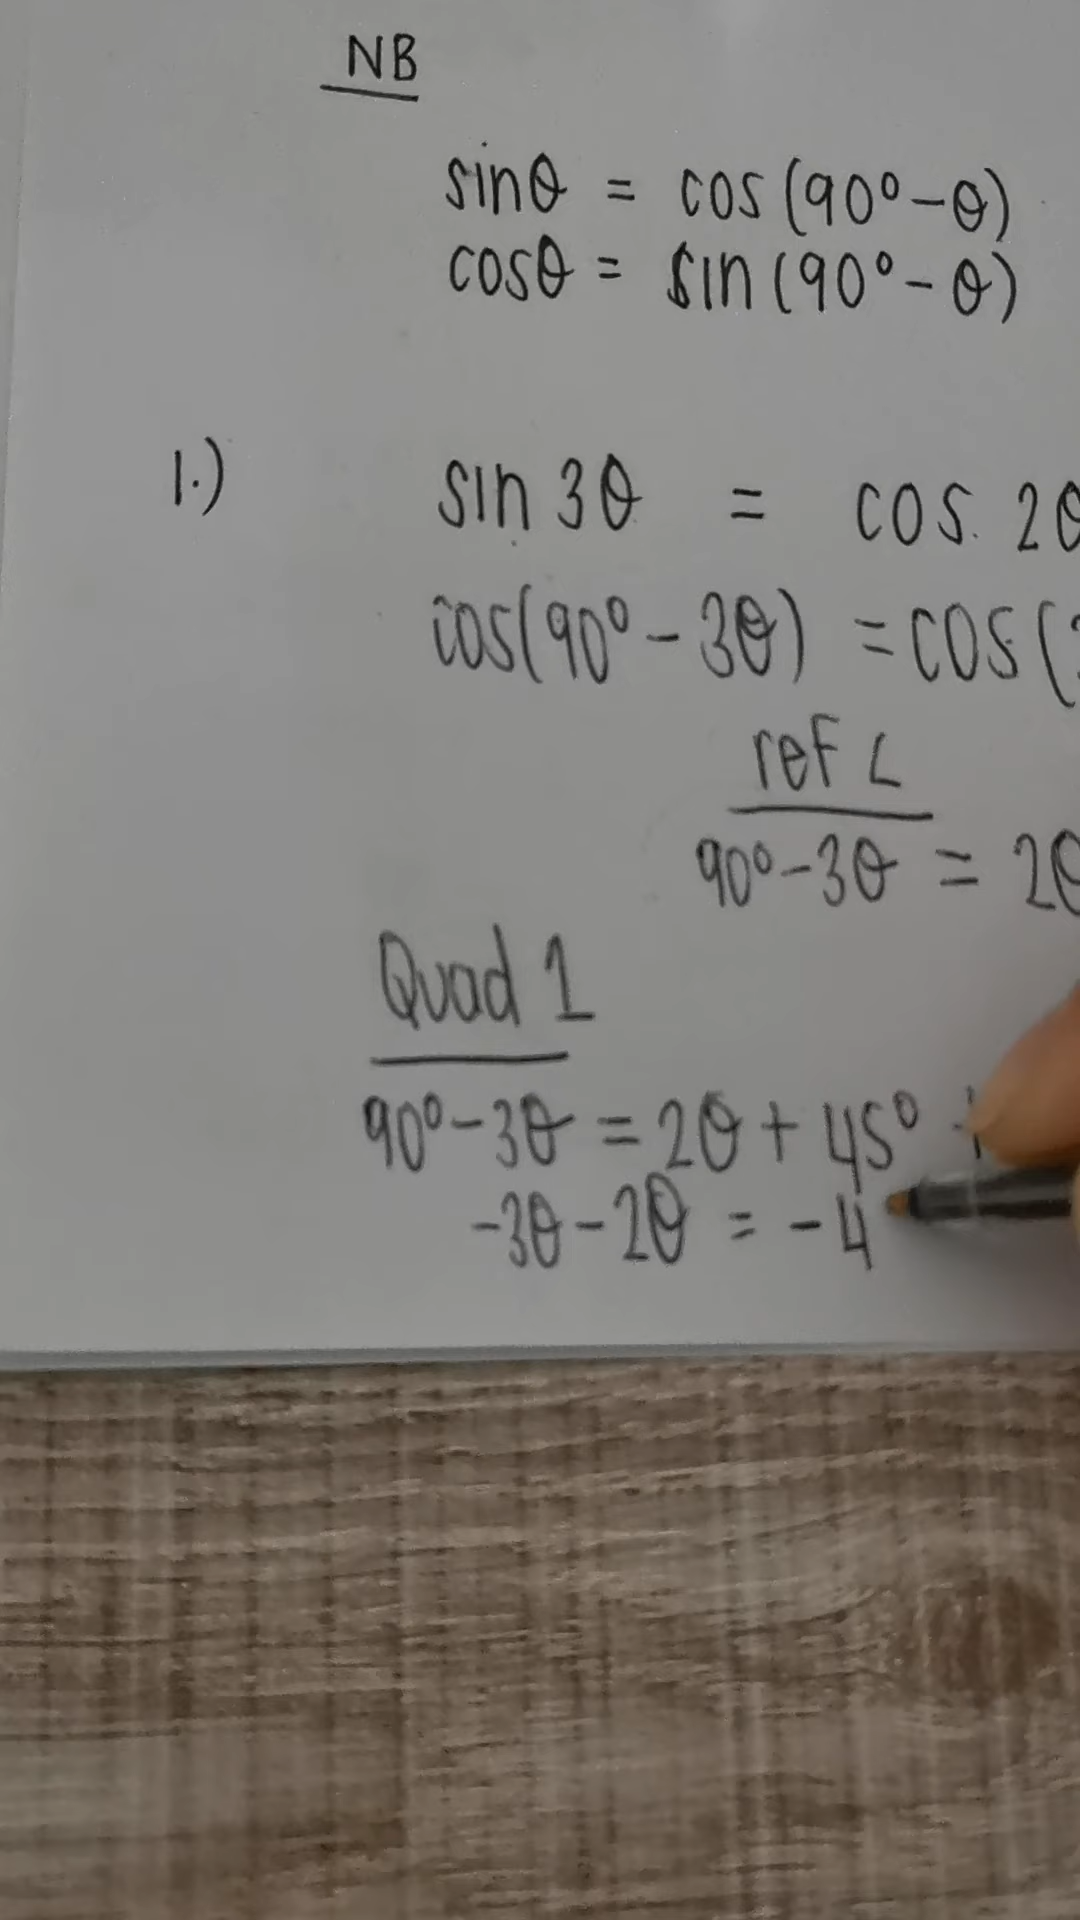 NB
sinθ = cos(90°-θ)
cosθ = sin(90°-θ)
1.) sin 3θ = cos 2θ
cos(90°-3θ) = cos(
ref ∠
90°-3θ = 2θ
Quad 1
90°-3θ = 2θ + 45° +
-3θ-2θ = -4